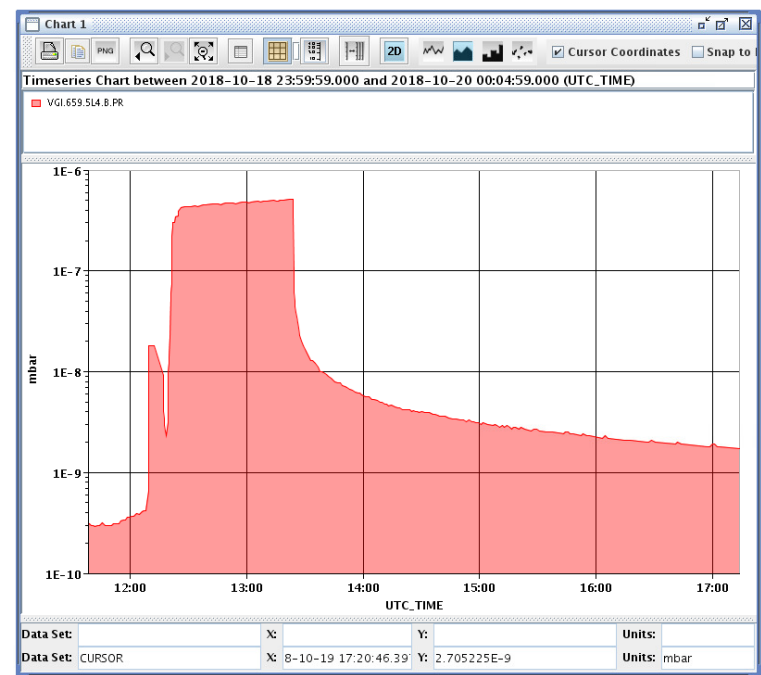 Chart 1
PNG 2D Cursor Coordinates Snap to
Timeseries Chart between 2018-10-18 23:59:59.000 and 2018-10-20 00:04:59.000 (UTC_TIME)
VGI.659.5L4.B.PR
1E-6
1E-7
1E-8
mbar
1E-9
1E-10
12:00 13:00 14:00 15:00 16:00 17:00
UTC_TIME
Data Set: X: Y: Units:
Data Set: CURSOR X: 8-10-19 17:20:46.39 Y: 2.705225E-9 Units: mbar